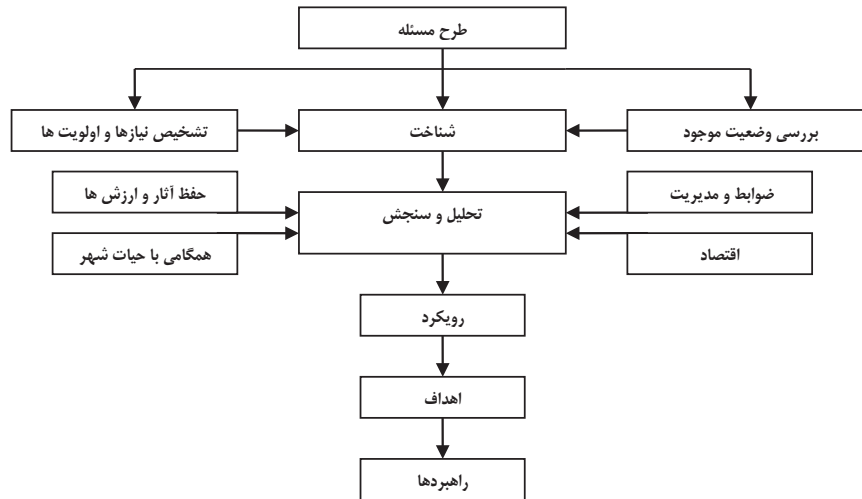 طرح مسئله
بررسی وضعیت موجود
شناخت
تشخیص نیازها و اولویت ها
ضوابط و مدیریت
تحلیل و سنجش
حفظ آثار و ارزش ها
اقتصاد
همگامی با حیات شهر
رویکرد
اهداف
راهبردها